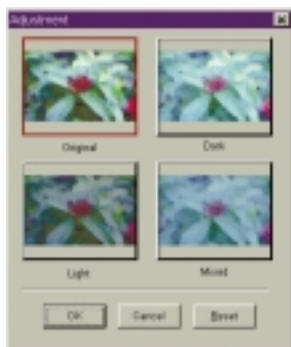 Adjustment
Original
Dark
Light
Mixed
OK
Cancel
Reset